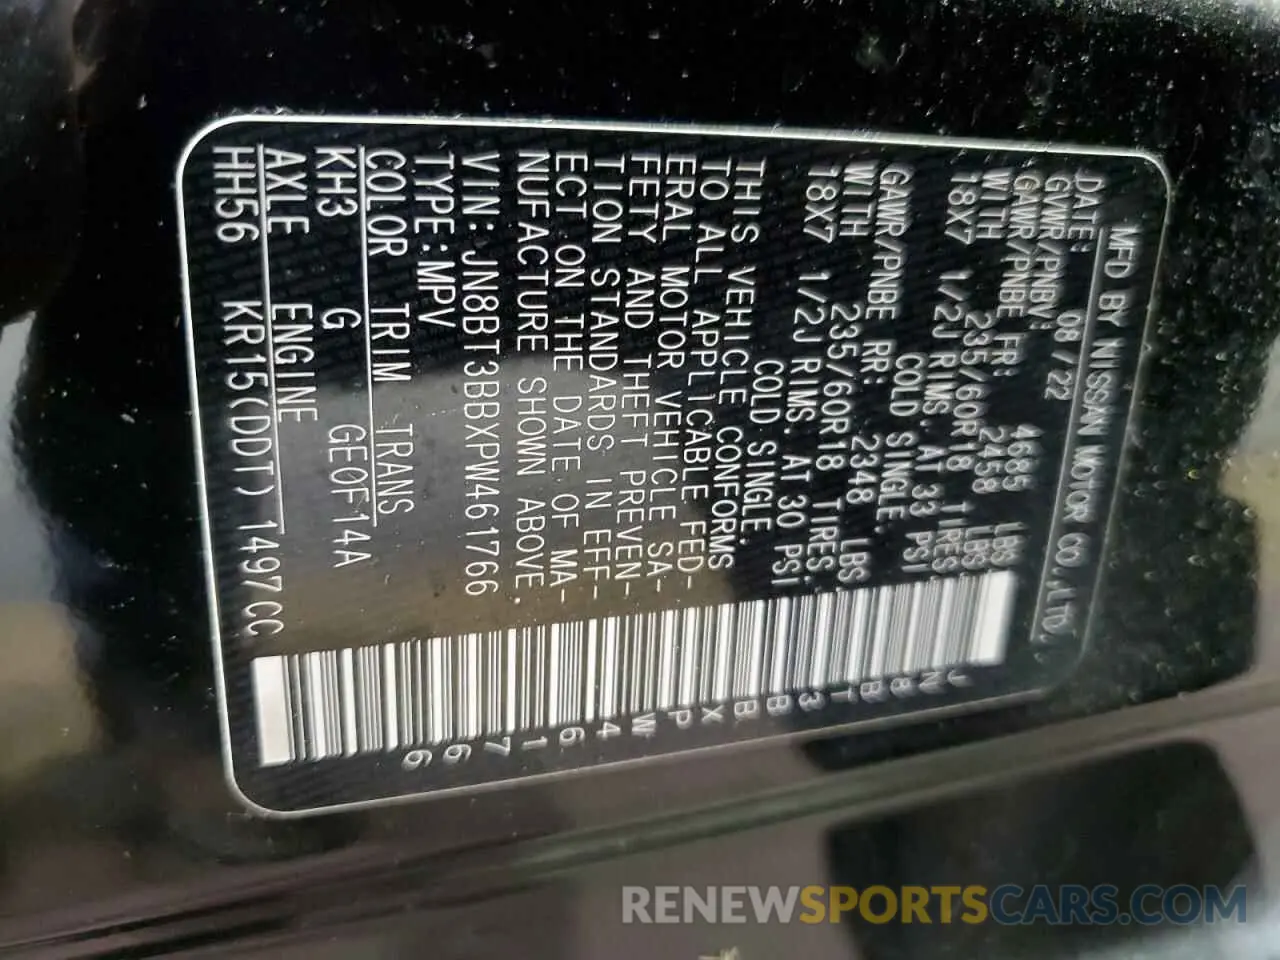 MFD BY NISSAN MOTOR CO.,LTD.
DATE: 08/22
GVWR/PNBV: 4685 LBS
GAWR/PNBE FR: 2458 LBS.
WITH 235/60R18 TIRES,
18X7 1/2J RIMS. AT 33 PSI
COLD SINGLE
GAWR/PNBE RR: 2348 LBS.
WITH 235/60R18 TIRES,
18X7 1/2J RIMS. AT 30 PSI
COLD SINGLE.
THIS VEHICLE CONFORMS
TO ALL APPLICABLE FED-
ERAL MOTOR VEHICLE SA-
FETY AND THEFT PREVEN-
TION STANDARDS IN EFF-
ECT ON THE DATE OF MA-
NUFACTURE SHOWN ABOVE.
VIN: JN8BT3BBXPW461766
TYPE:MPV
COLOR TRIM TRANS
KH3 G GE0F14A
AXLE ENGINE
HH56 KR15(DDT) 1497CC
JN8BT3BBXPW461766
RENEWSPORTSCARS.COM